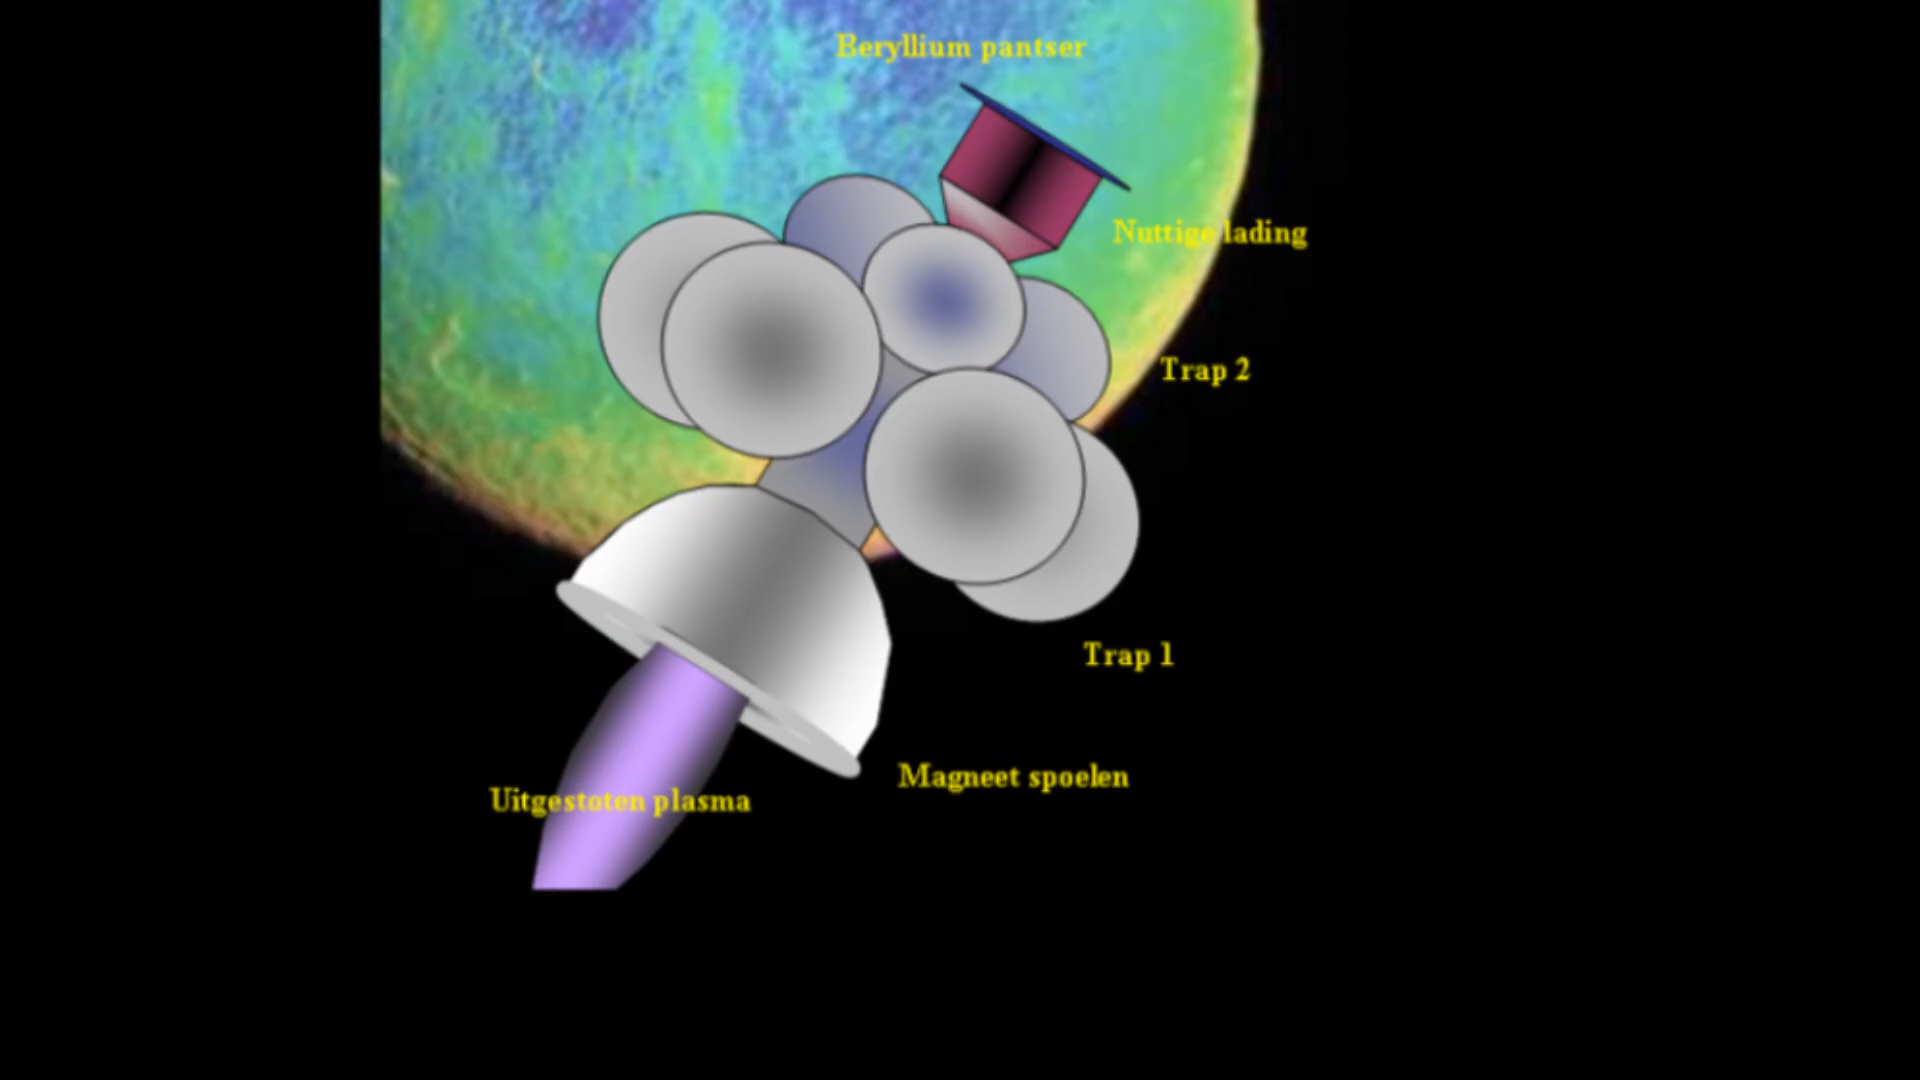 Beryllium pantser
Nuttige lading
Trap 2
Trap 1
Magneet spoelen
Uitgestoten plasma